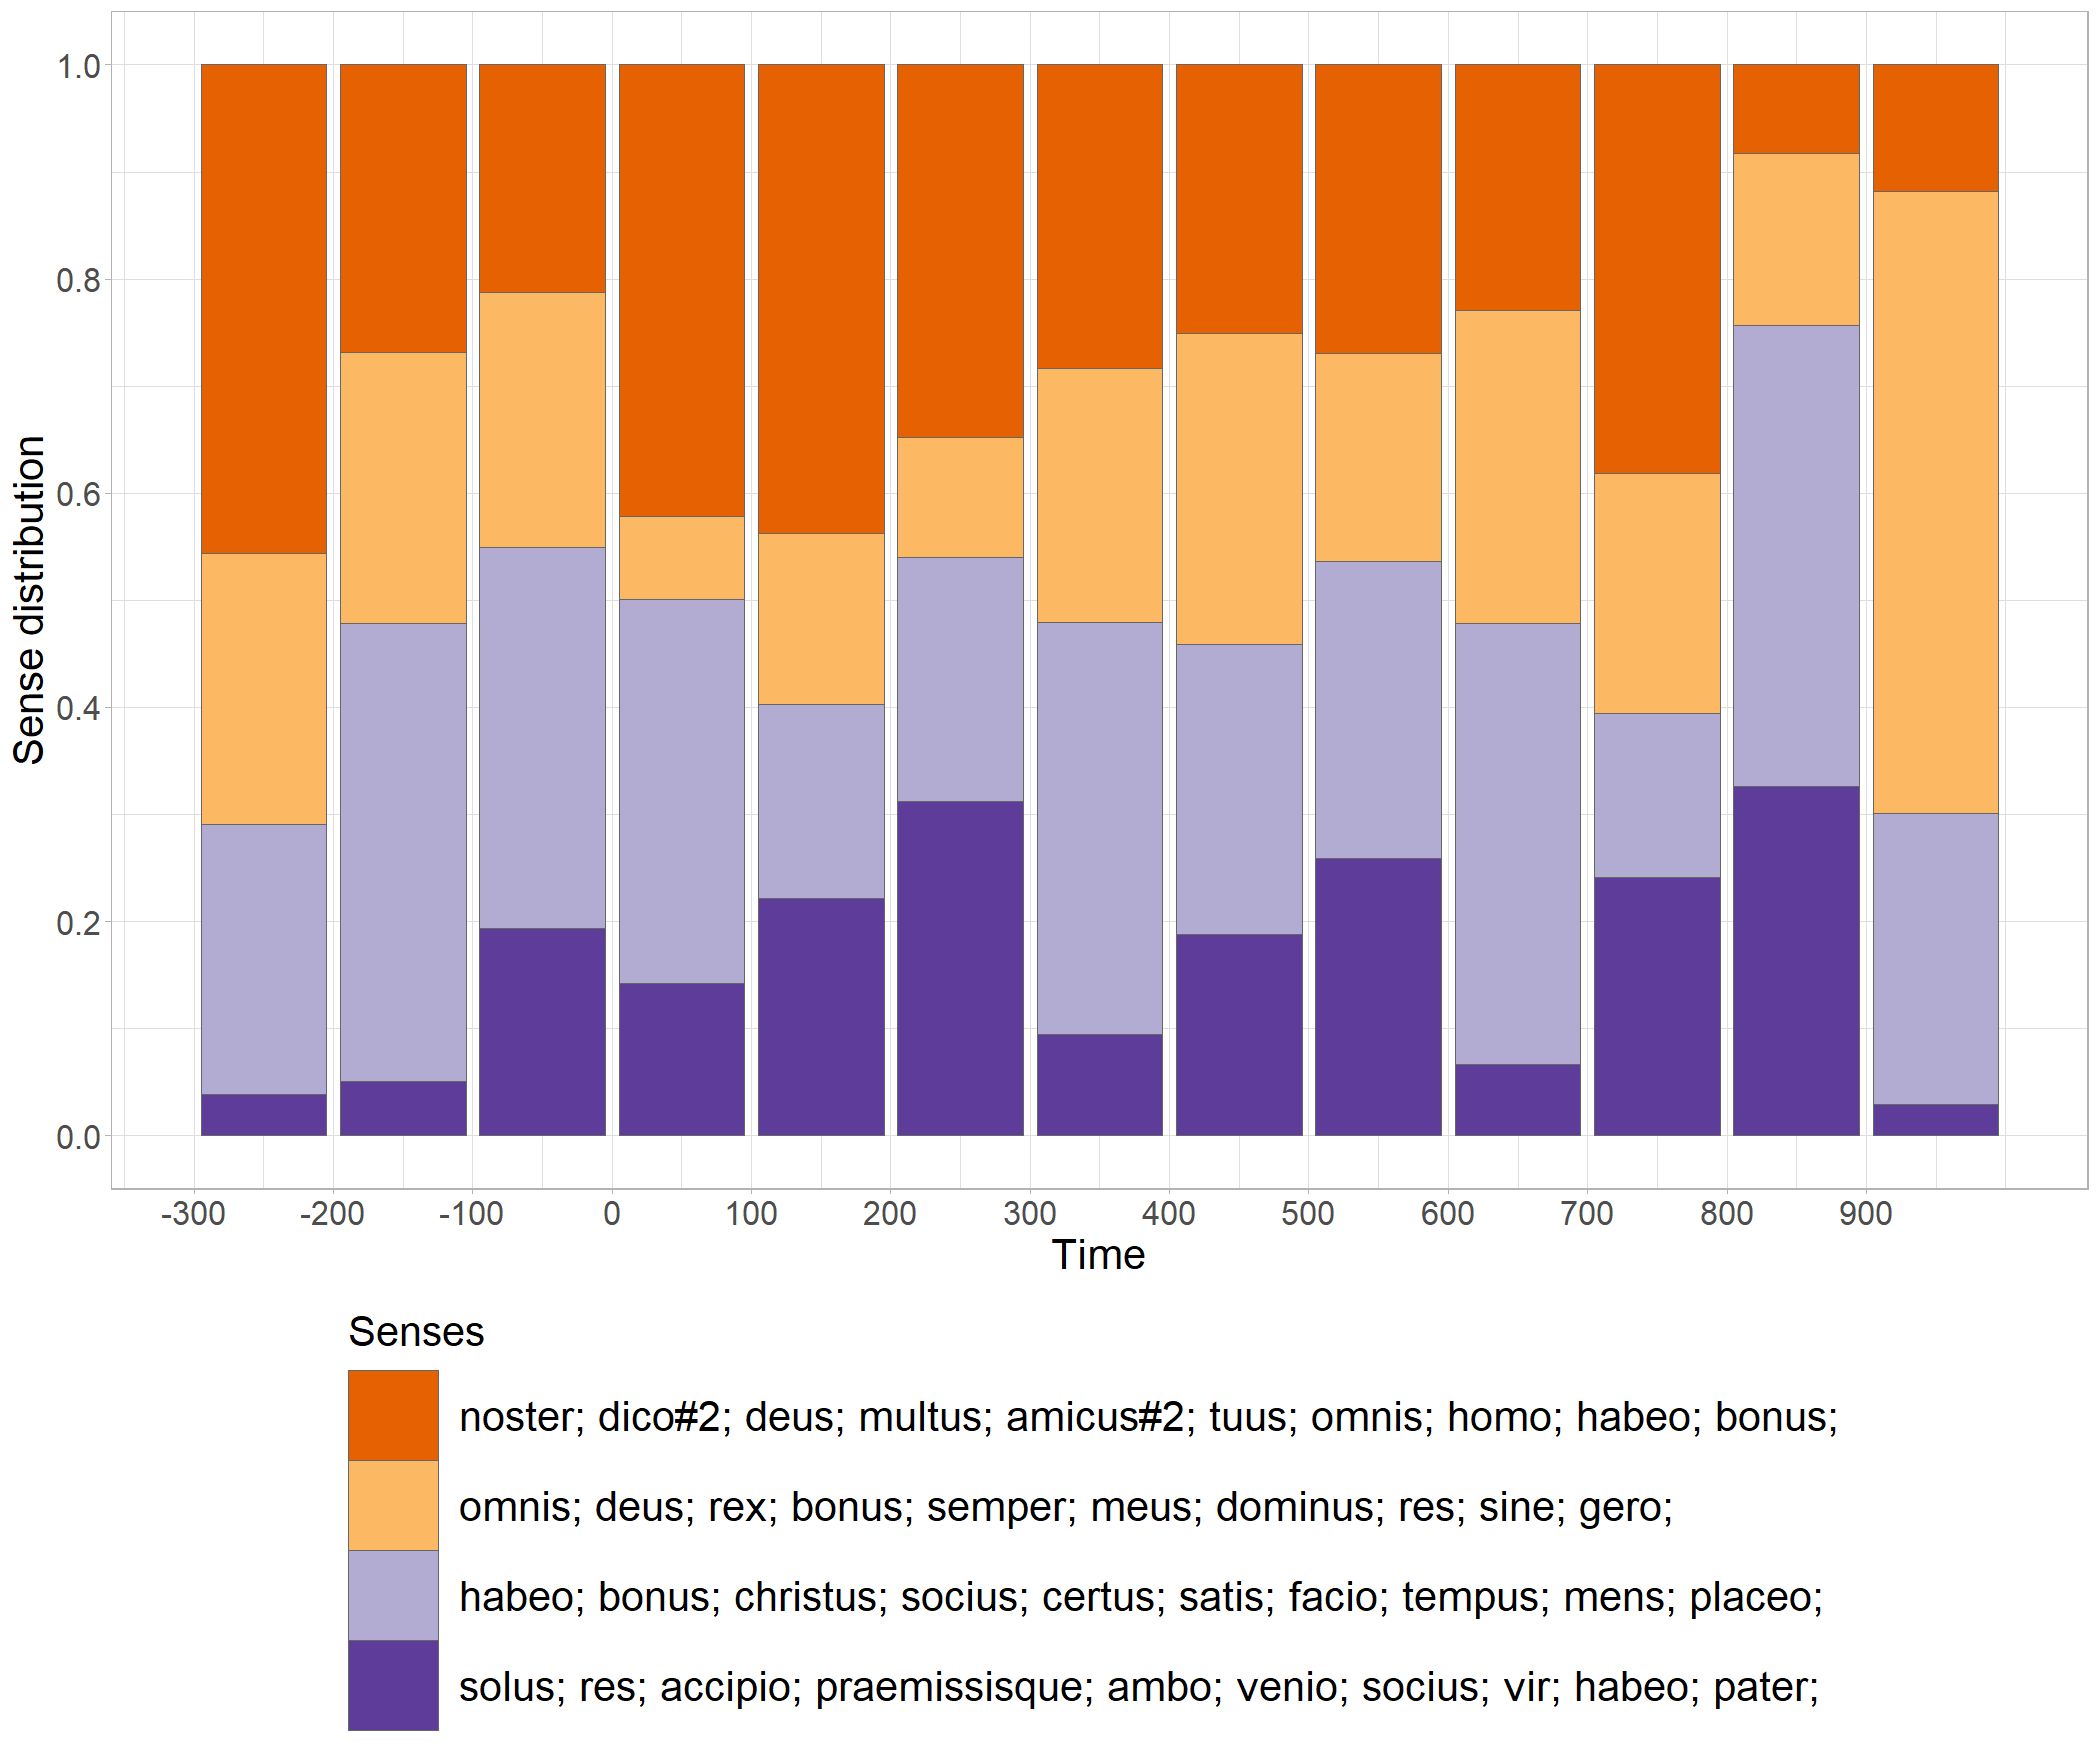 1.0
0.8
0.6
0.4
0.2
0.0
Sense distribution
-300 -200 -100 0 100 200 300 400 500 600 700 800 900
Time
Senses
noster; dico#2; deus; multus; amicus#2; tuus; omnis; homo; habeo; bonus;
omnis; deus; rex; bonus; semper; meus; dominus; res; sine; gero;
habeo; bonus; christus; socius; certus; satis; facio; tempus; mens; placeo;
solus; res; accipio; praemissisque; ambo; venio; socius; vir; habeo; pater;